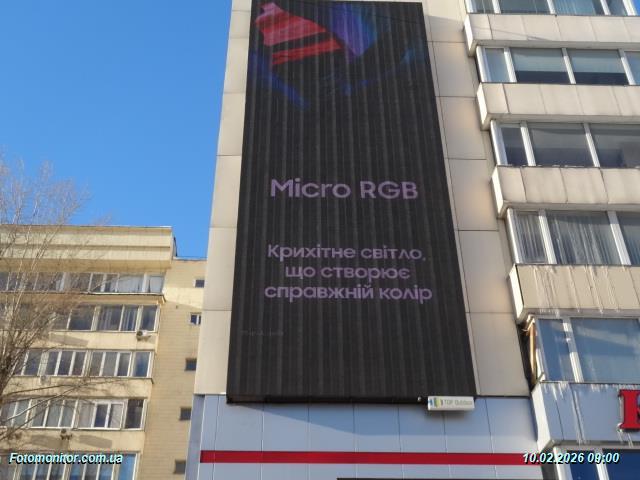 Micro RGB
Крихітне світло,
що створює
справжній колір
TOP Outdoor
Fotomonitor.com.ua
10.02.2026 09:00